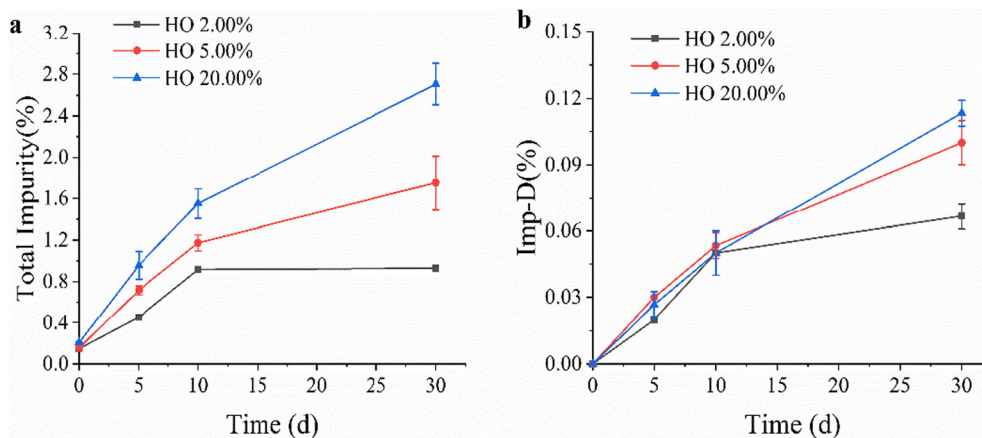 a
HO 2.00%
HO 5.00%
HO 20.00%
Total Impurity(%)
3.2
2.8
2.4
2.0
1.6
1.2
0.8
0.4
0.0
0 5 10 15 20 25 30
Time (d)
b
HO 2.00%
HO 5.00%
HO 20.00%
Imp-D(%)
0.15
0.12
0.09
0.06
0.03
0.00
0 5 10 15 20 25 30
Time (d)